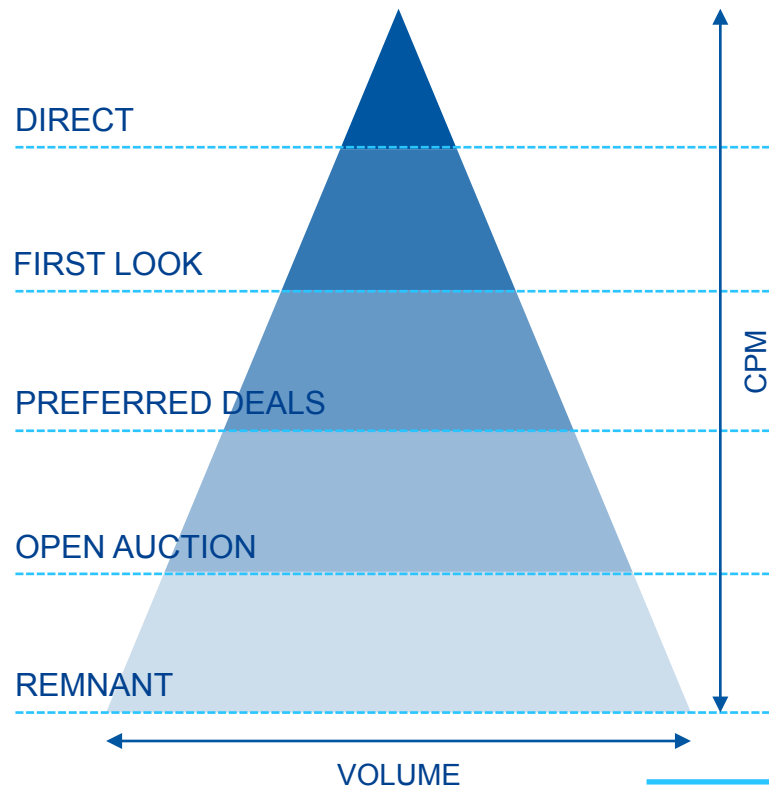 DIRECT
FIRST LOOK
PREFERRED DEALS
OPEN AUCTION
REMNANT
CPM
VOLUME